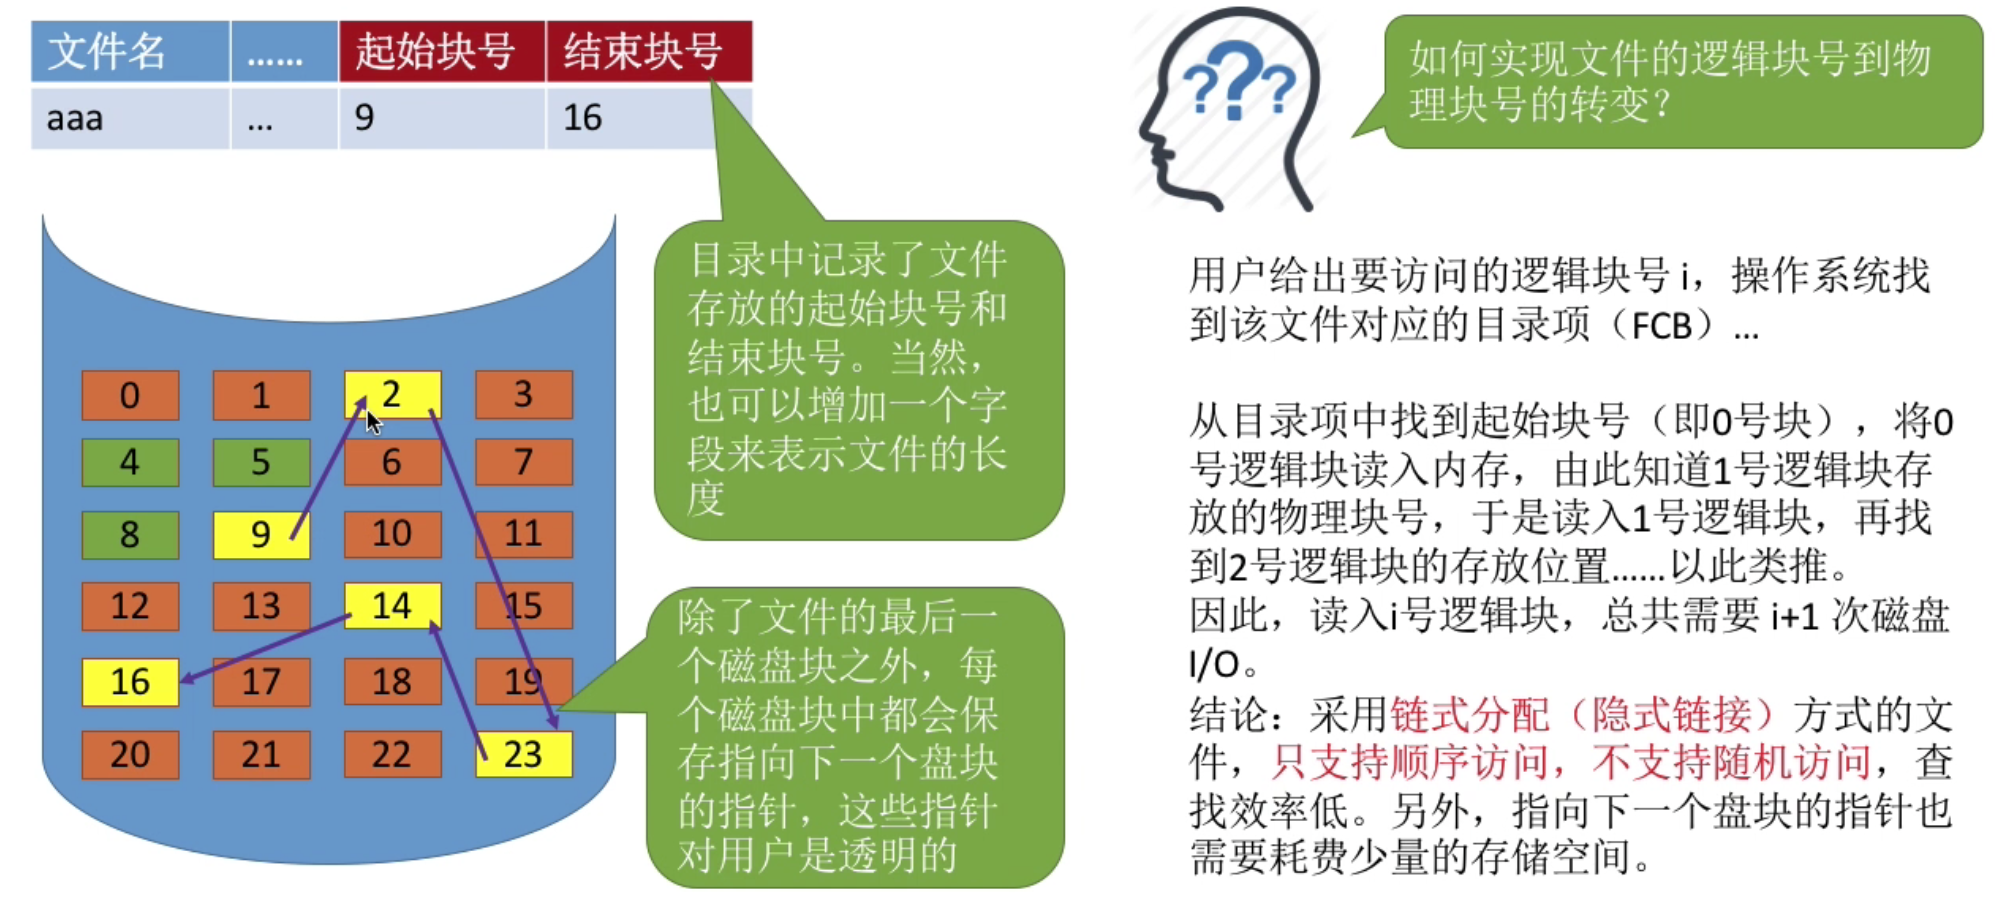 文件名 …… 起始块号 结束块号
aaa … 9 16
目录中记录了文件
存放的起始块号和
结束块号。当然，
也可以增加一个字
段来表示文件的长
度
0 1 2 3
4 5 6 7
8 9 10 11
12 13 14 15
16 17 18 19
20 21 22 23
除了文件的最后一
个磁盘块之外，每
个磁盘块中都会保
存指向下一个盘块
的指针，这些指针
对用户是透明的
???
如何实现文件的逻辑块号到物
理块号的转变？
用户给出要访问的逻辑块号 i，操作系统找
到该文件对应的目录项（FCB）…
从目录项中找到起始块号（即0号块），将0
号逻辑块读入内存，由此知道1号逻辑块存
放的物理块号，于是读入1号逻辑块，再找
到2号逻辑块的存放位置……以此类推。
因此，读入i号逻辑块，总共需要 i+1 次磁盘
I/O。
结论：采用链式分配（隐式链接）方式的文
件，只支持顺序访问，不支持随机访问，查
找效率低。另外，指向下一个盘块的指针也
需要耗费少量的存储空间。